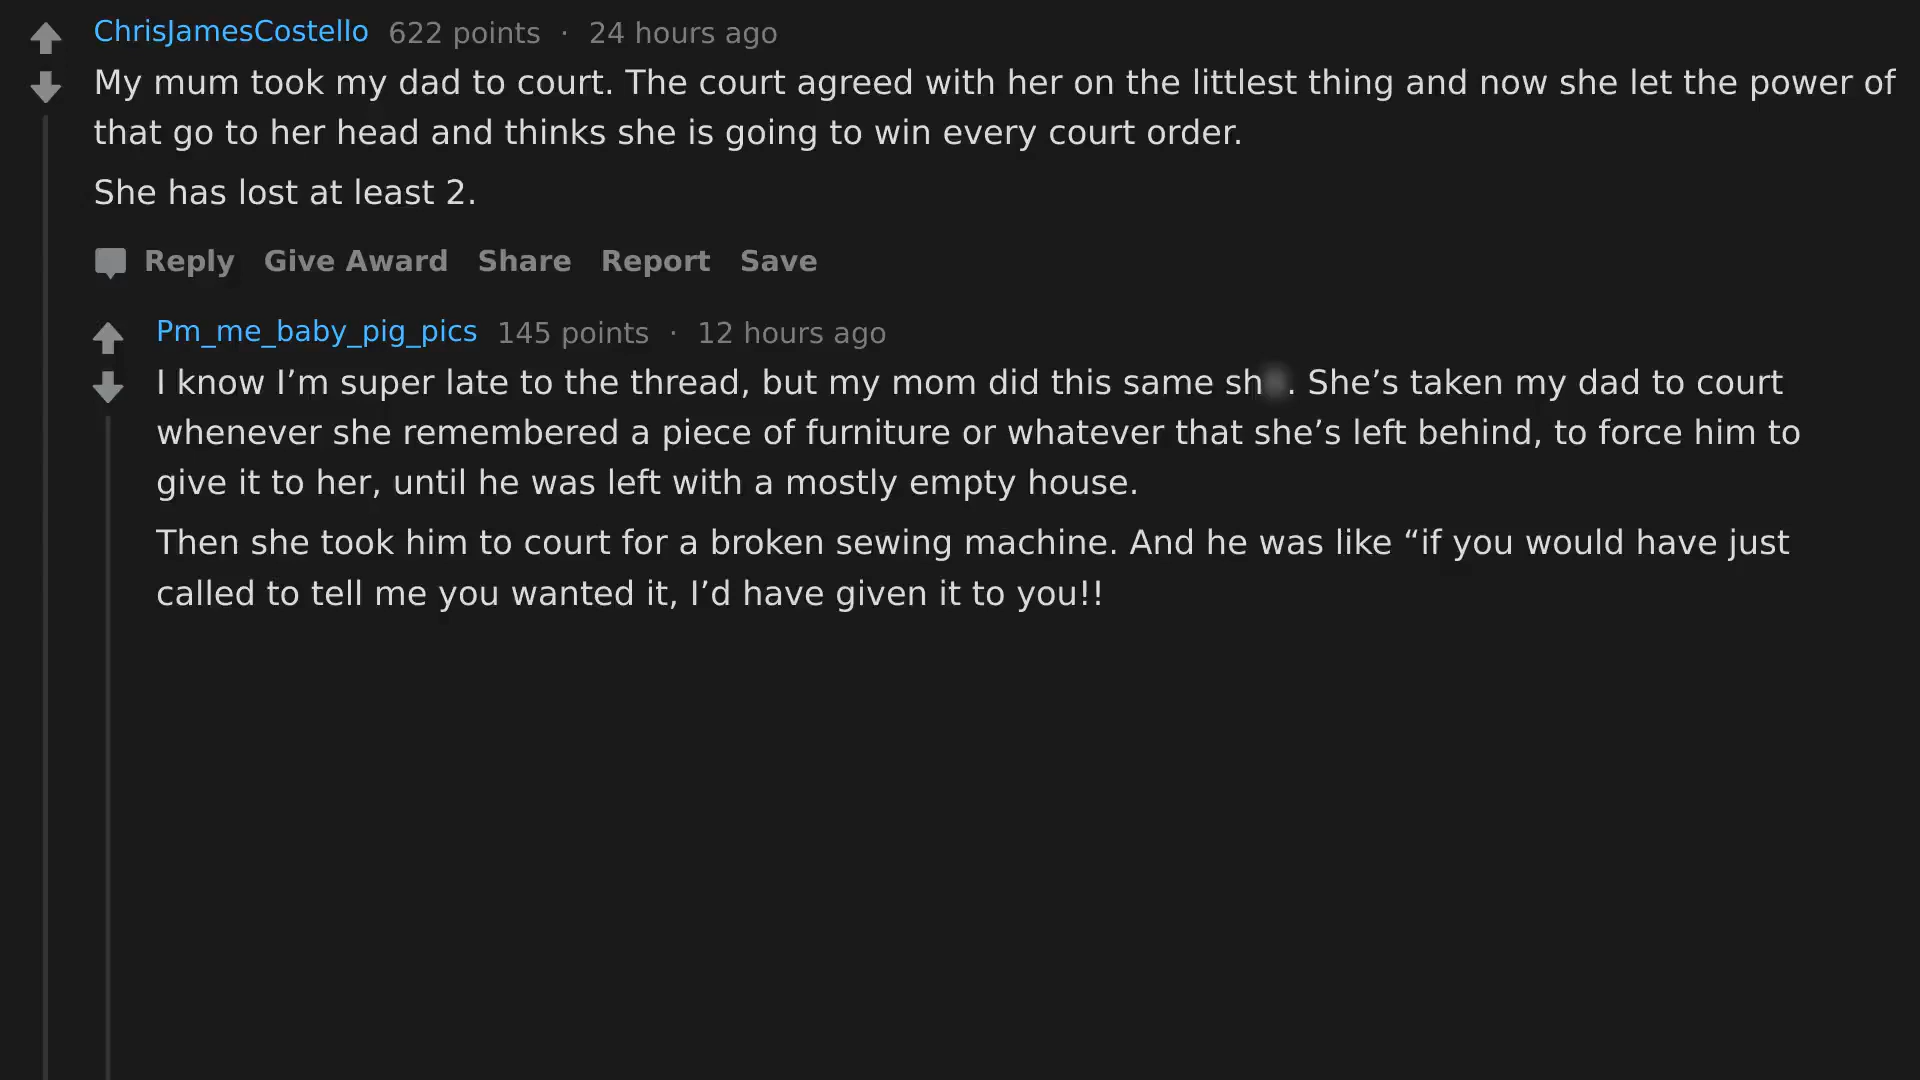 ChrisJamesCostello 622 points · 24 hours ago
My mum took my dad to court. The court agreed with her on the littlest thing and now she let the power of
that go to her head and thinks she is going to win every court order.
She has lost at least 2.
Reply Give Award Share Report Save
Pm_me_baby_pig_pics 145 points · 12 hours ago
I know I’m super late to the thread, but my mom did this same sh. She’s taken my dad to court
whenever she remembered a piece of furniture or whatever that she’s left behind, to force him to
give it to her, until he was left with a mostly empty house.
Then she took him to court for a broken sewing machine. And he was like “if you would have just
called to tell me you wanted it, I’d have given it to you!!